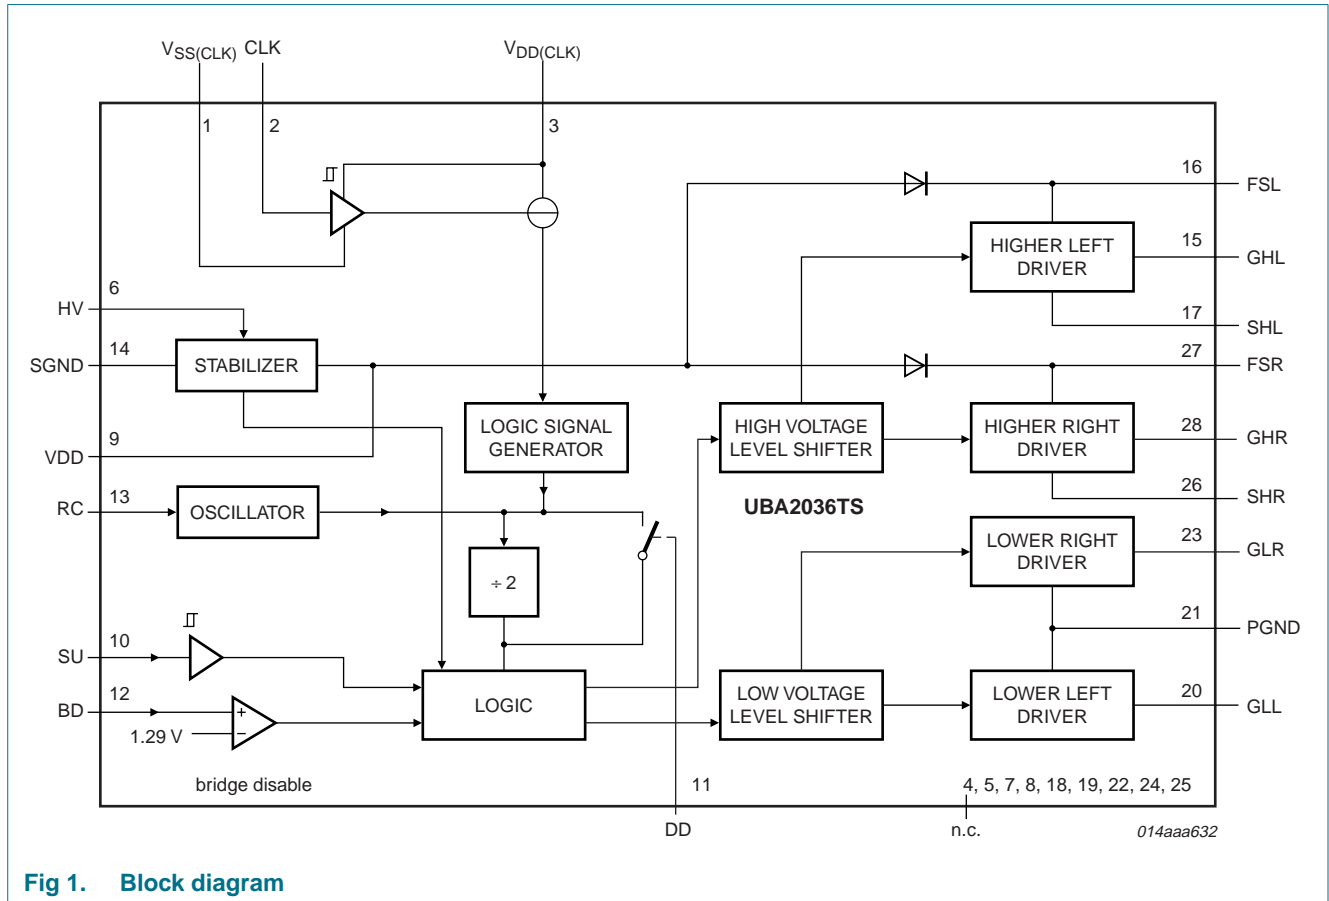 VSS(CLK) CLK VDD(CLK)
1 2 3
16 FSL
HIGHER LEFT
DRIVER
15 GHL
6
HV
17 SHL
14
SGND
STABILIZER
27 FSR
LOGIC SIGNAL
GENERATOR
HIGH VOLTAGE
LEVEL SHIFTER
HIGHER RIGHT
DRIVER
28 GHR
9
VDD
26 SHR
13
RC
OSCILLATOR
UBA2036TS
LOWER RIGHT
DRIVER
23 GLR
÷ 2
21 PGND
10
SU
12
BD
+
−
1.29 V
LOGIC
LOW VOLTAGE
LEVEL SHIFTER
LOWER LEFT
DRIVER
20 GLL
bridge disable
11
4, 5, 7, 8, 18, 19, 22, 24, 25
DD
n.c.
014aaa632
Fig 1. Block diagram